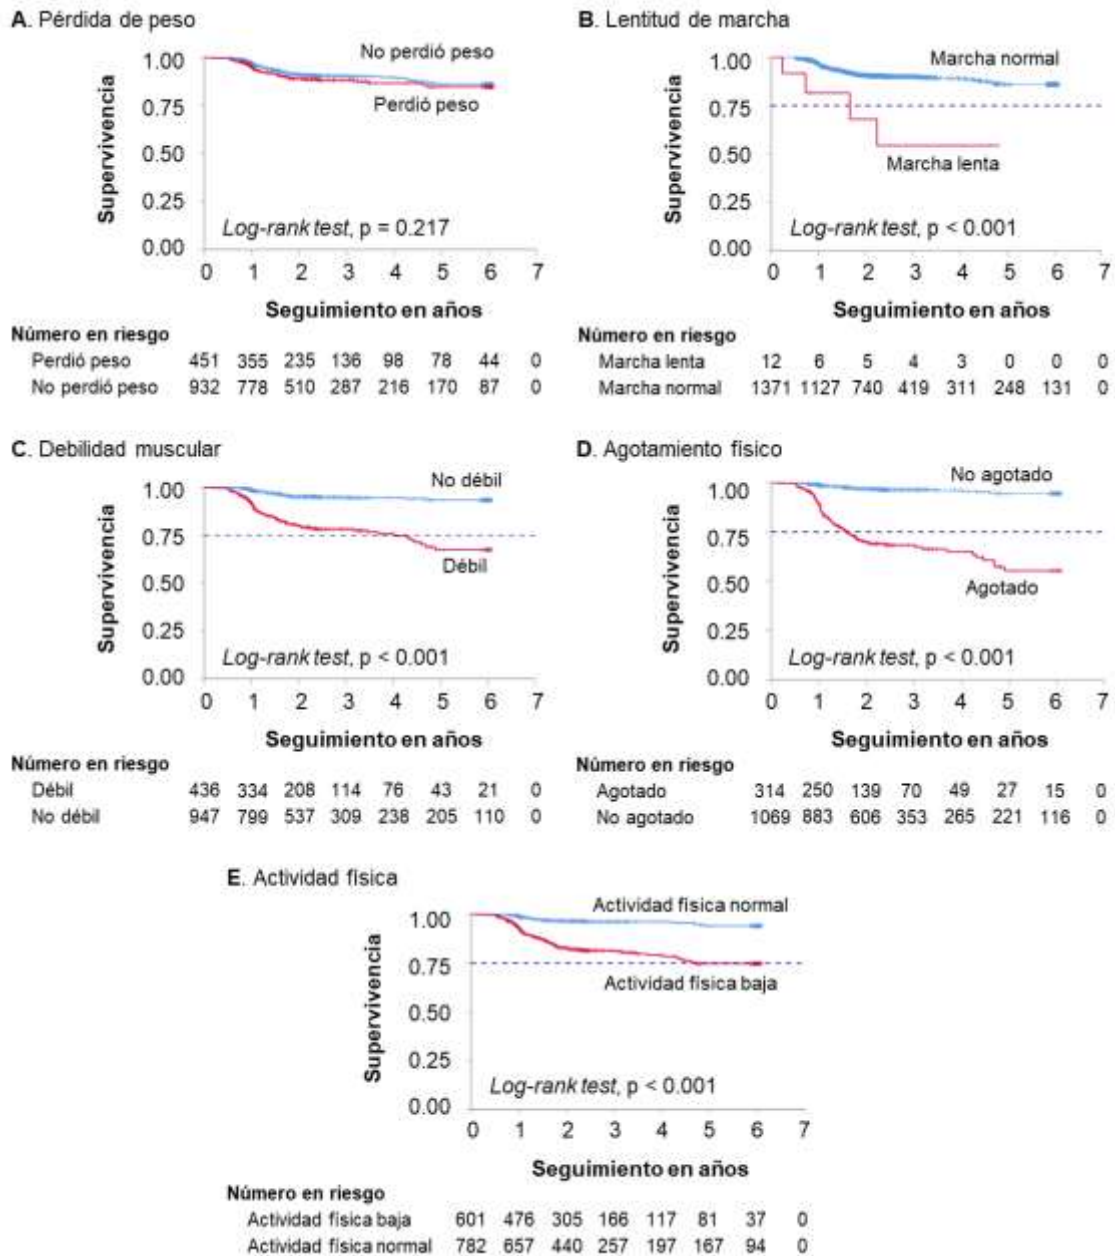 A. Pérdida de peso
No perdió peso
Perdió peso
Supervivencia
1.00
0.75
0.50
0.25
0.00
Log-rank test, p = 0.217
0 1 2 3 4 5 6 7
Seguimiento en años
Número en riesgo
Perdió peso 451 355 235 136 98 78 44 0
No perdió peso 932 778 510 287 216 170 87 0
B. Lentitud de marcha
Marcha normal
Marcha lenta
Supervivencia
1.00
0.75
0.50
0.25
0.00
Log-rank test, p < 0.001
0 1 2 3 4 5 6 7
Seguimiento en años
Número en riesgo
Marcha lenta 12 6 5 4 3 0 0 0
Marcha normal 1371 1127 740 419 311 248 131 0
C. Debilidad muscular
No débil
Débil
Supervivencia
1.00
0.75
0.50
0.25
0.00
Log-rank test, p < 0.001
0 1 2 3 4 5 6 7
Seguimiento en años
Número en riesgo
Débil 436 334 208 114 76 43 21 0
No débil 947 799 537 309 238 205 110 0
D. Agotamiento físico
No agotado
Agotado
Supervivencia
1.00
0.75
0.50
0.25
0.00
Log-rank test, p < 0.001
0 1 2 3 4 5 6 7
Seguimiento en años
Número en riesgo
Agotado 314 250 139 70 49 27 15 0
No agotado 1069 883 606 353 265 221 116 0
E. Actividad física
Actividad física normal
Actividad física baja
Supervivencia
1.00
0.75
0.50
0.25
0.00
Log-rank test, p < 0.001
0 1 2 3 4 5 6 7
Seguimiento en años
Número en riesgo
Actividad física baja 601 476 305 166 117 81 37 0
Actividad física normal 782 657 440 257 197 167 94 0